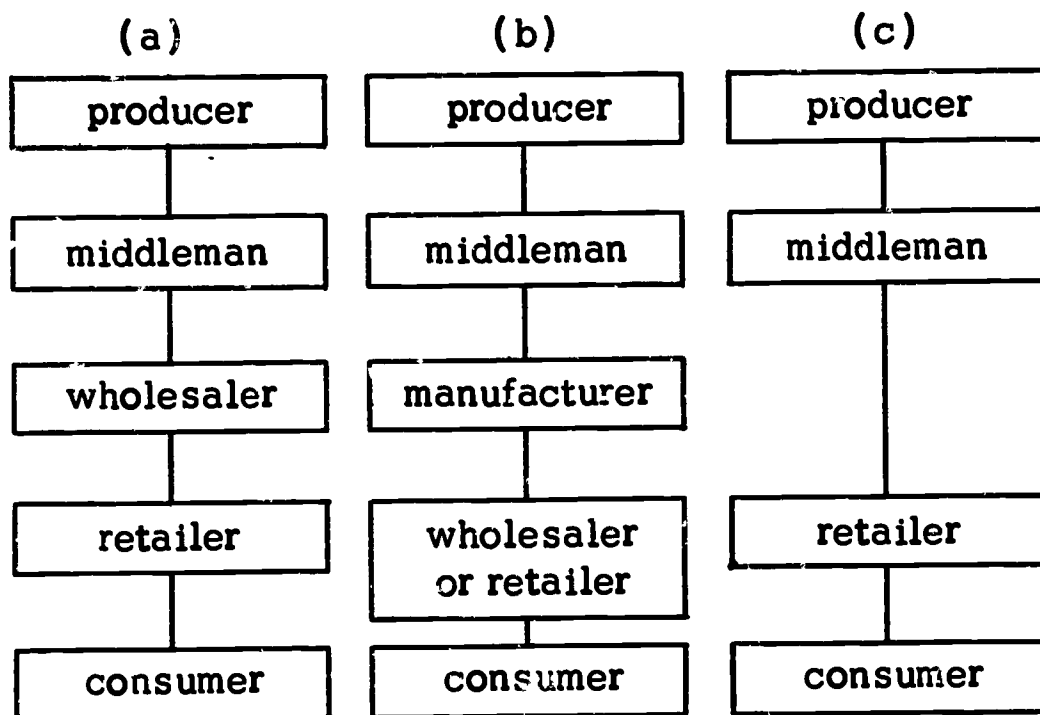 (a)
producer
middleman
wholesaler
retailer
consumer
(b)
producer
middleman
manufacturer
wholesaler
or retailer
consumer
(c)
producer
middleman
retailer
consumer